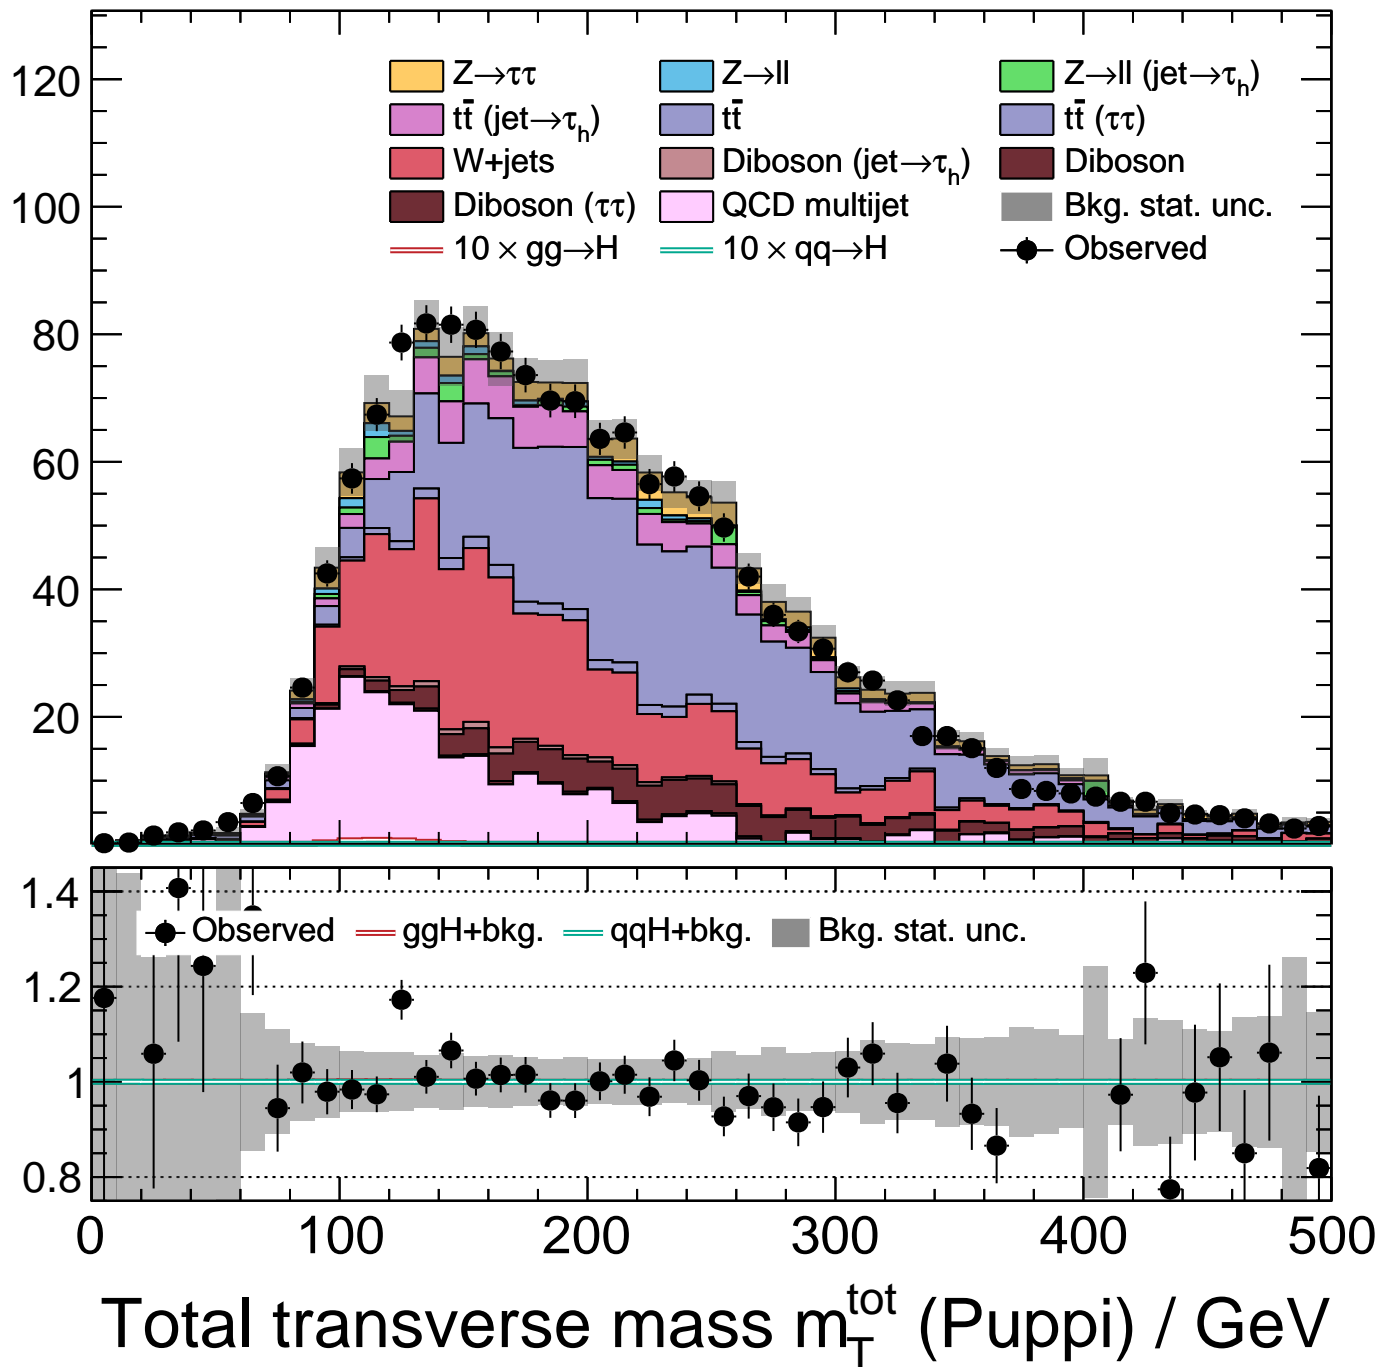 120
100
80
60
40
20
Z→ττ Z→ll Z→ll (jet→τh)
tt̄ (jet→τh) tt̄ tt̄ (ττ)
W+jets Diboson (jet→τh) Diboson
Diboson (ττ) QCD multijet Bkg. stat. unc.
10 × gg→H 10 × qq→H Observed
1.4
1.2
1
0.8
Observed ggH+bkg. qqH+bkg. Bkg. stat. unc.
0 100 200 300 400 500
Total transverse mass m_T^tot (Puppi) / GeV